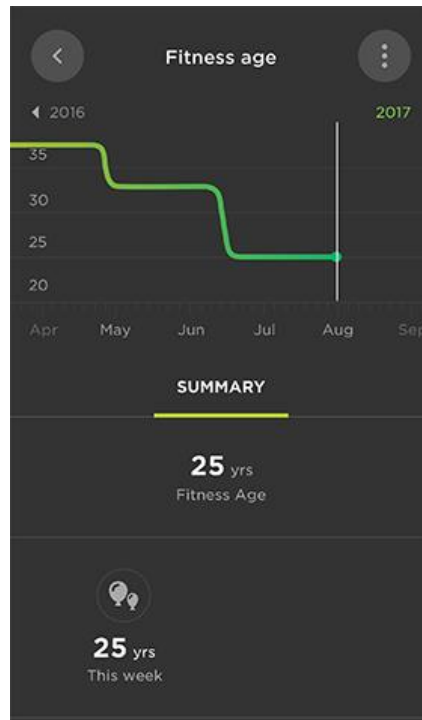 Fitness age
2016 2017
35
30
25
20
Apr May Jun Jul Aug Sep
SUMMARY
25 yrs
Fitness Age
25 yrs
This week